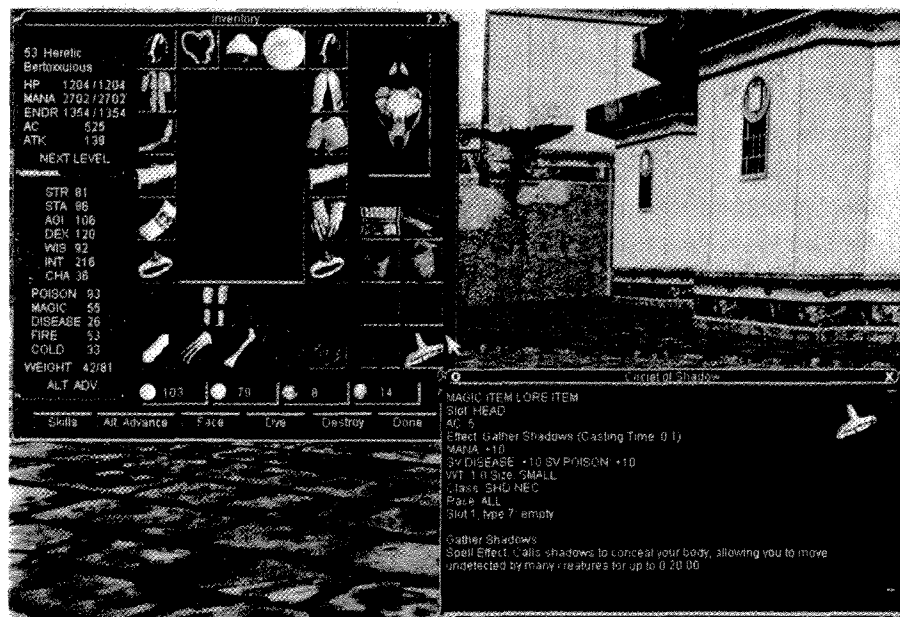 Inventory
? X
53 Heretic
Bertoxxulous
HP 1204/1204
MANA 2702/2702
ENDR 1354/1354
AC 525
ATK 139
NEXT LEVEL
STR 81
STA 86
AGI 106
DEX 120
WIS 92
INT 216
CHA 36
POISON 93
MAGIC 55
DISEASE 26
FIRE 53
COLD 33
WEIGHT 42/81
ALT ADV.
103 79 8 14
Skills Alt. Advance Face Destroy Done
Circlet of Shadow X
MAGIC ITEM LORE ITEM
Slot: HEAD
AC: 5
Effect: Gather Shadows (Casting Time: 0.1)
MANA: +10
SV DISEASE: +10 SV POISON: +10
WT: 1.0 Size: SMALL
Class: SHD NEC
Race: ALL
Slot 1, type 7: empty
Gather Shadows
Spell Effect: Calls shadows to conceal your body, allowing you to move
undetected by many creatures for up to 0:20:00